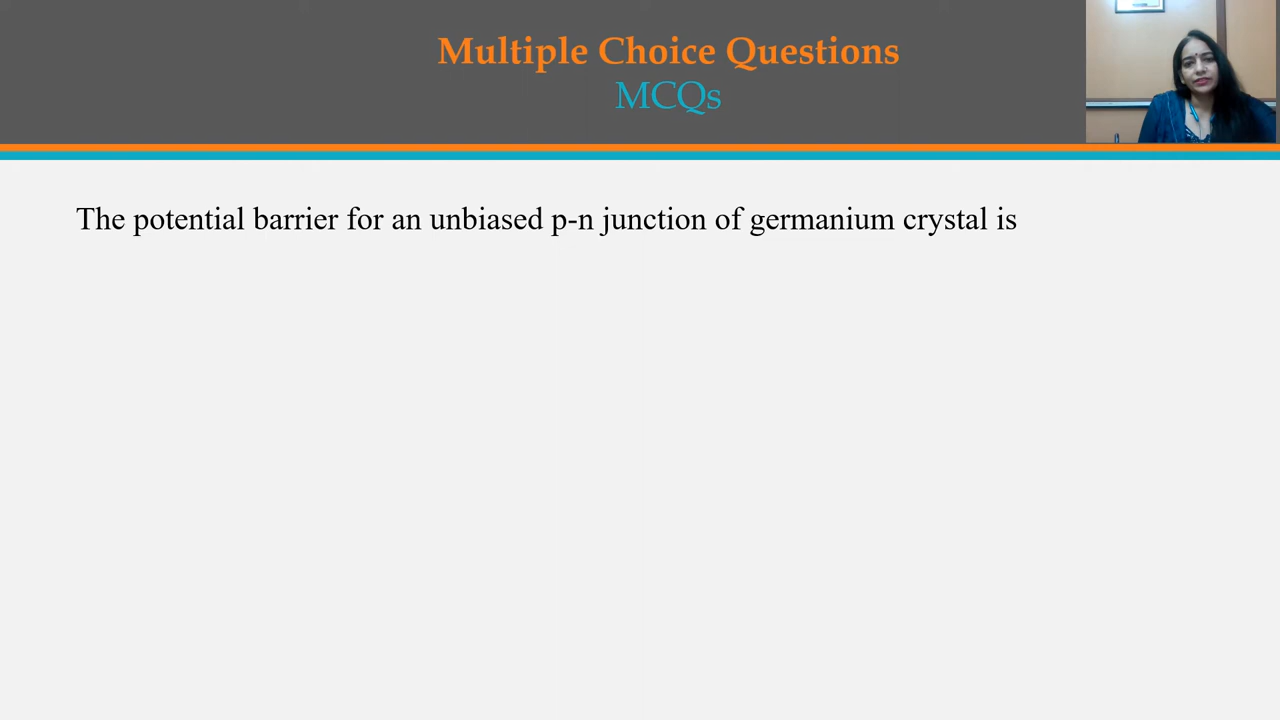 Multiple Choice Questions
MCQs
The potential barrier for an unbiased p-n junction of germanium crystal is